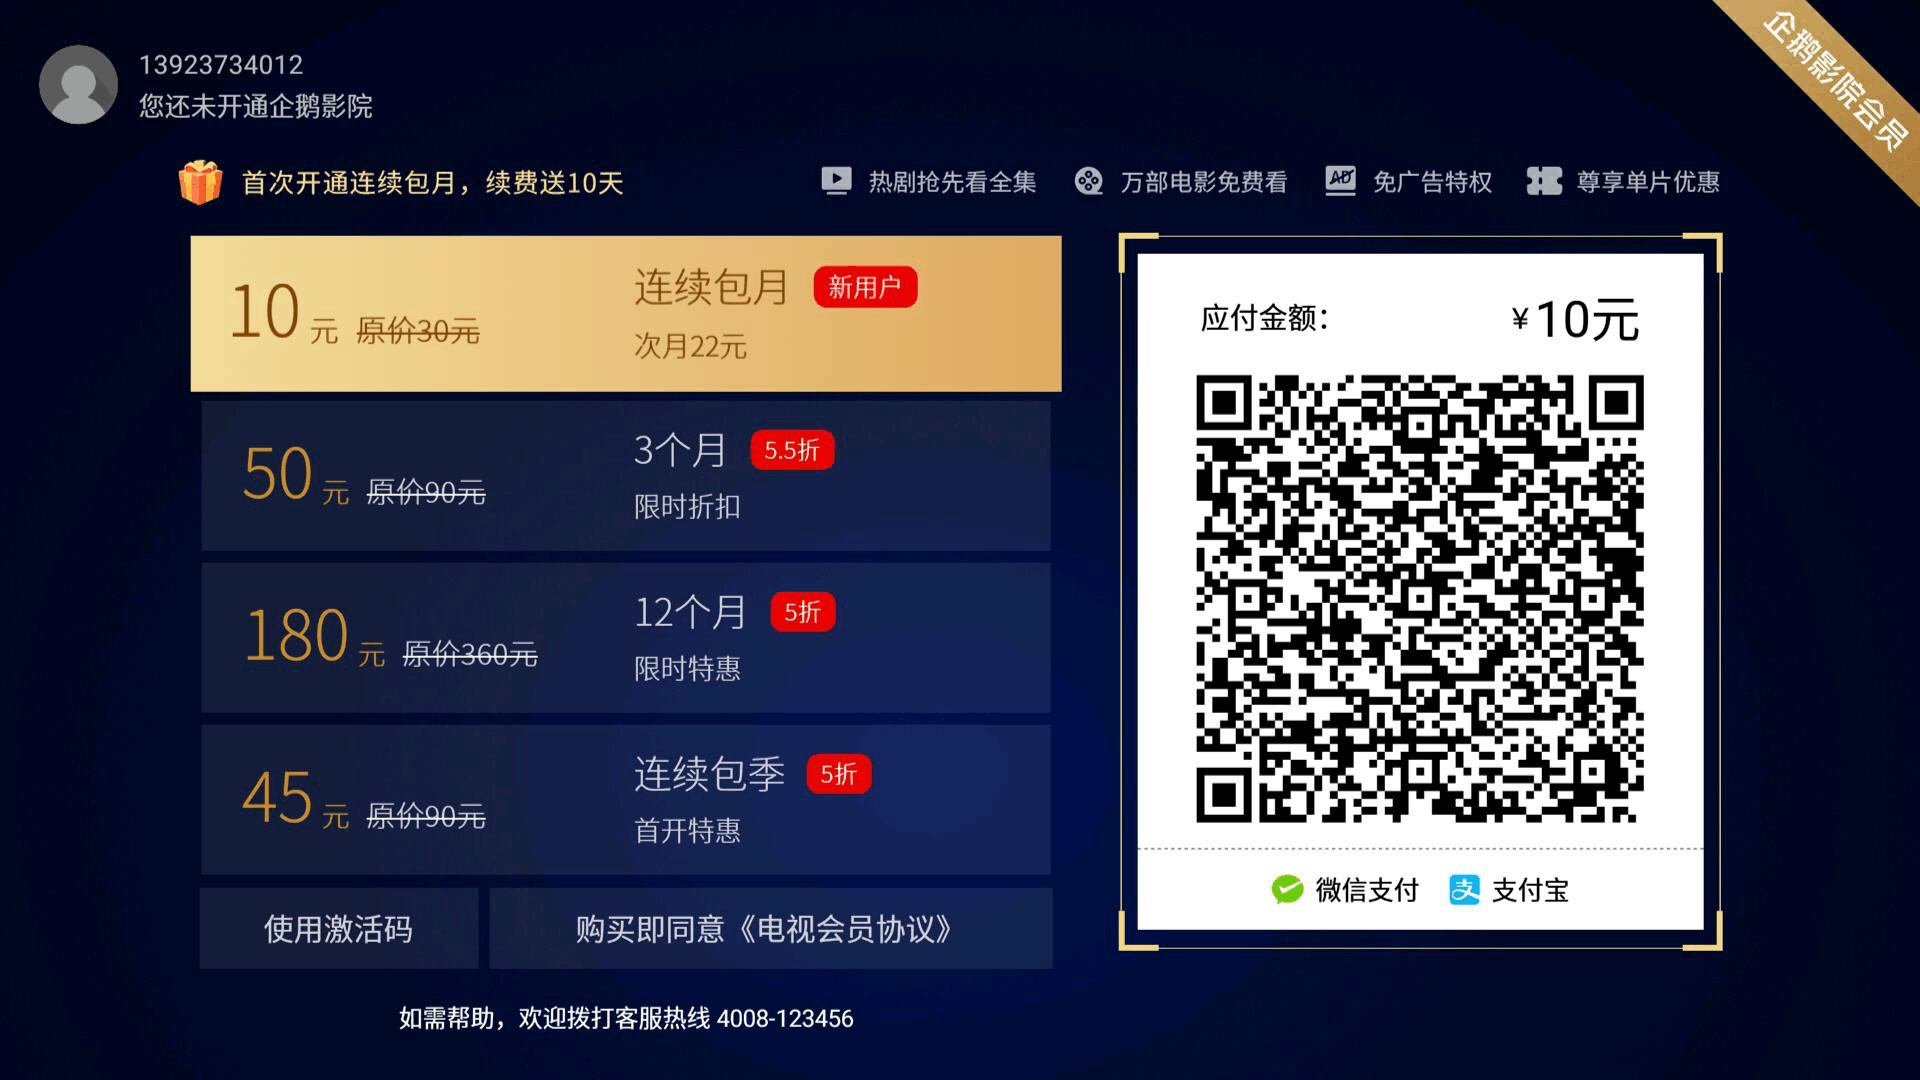 13923734012
您还未开通企鹅影院
企鹅影院会员
首次开通连续包月，续费送10天
热剧抢先看全集
万部电影免费看
AD
免广告特权
尊享单片优惠
10元 原价30元
连续包月 新用户
次月22元
50元 原价90元
3个月 5.5折
限时折扣
180元 原价360元
12个月 5折
限时特惠
45元 原价90元
连续包季 5折
首开特惠
使用激活码
购买即同意《电视会员协议》
如需帮助，欢迎拨打客服热线 4008-123456
应付金额：
¥10元
微信支付
支 支付宝